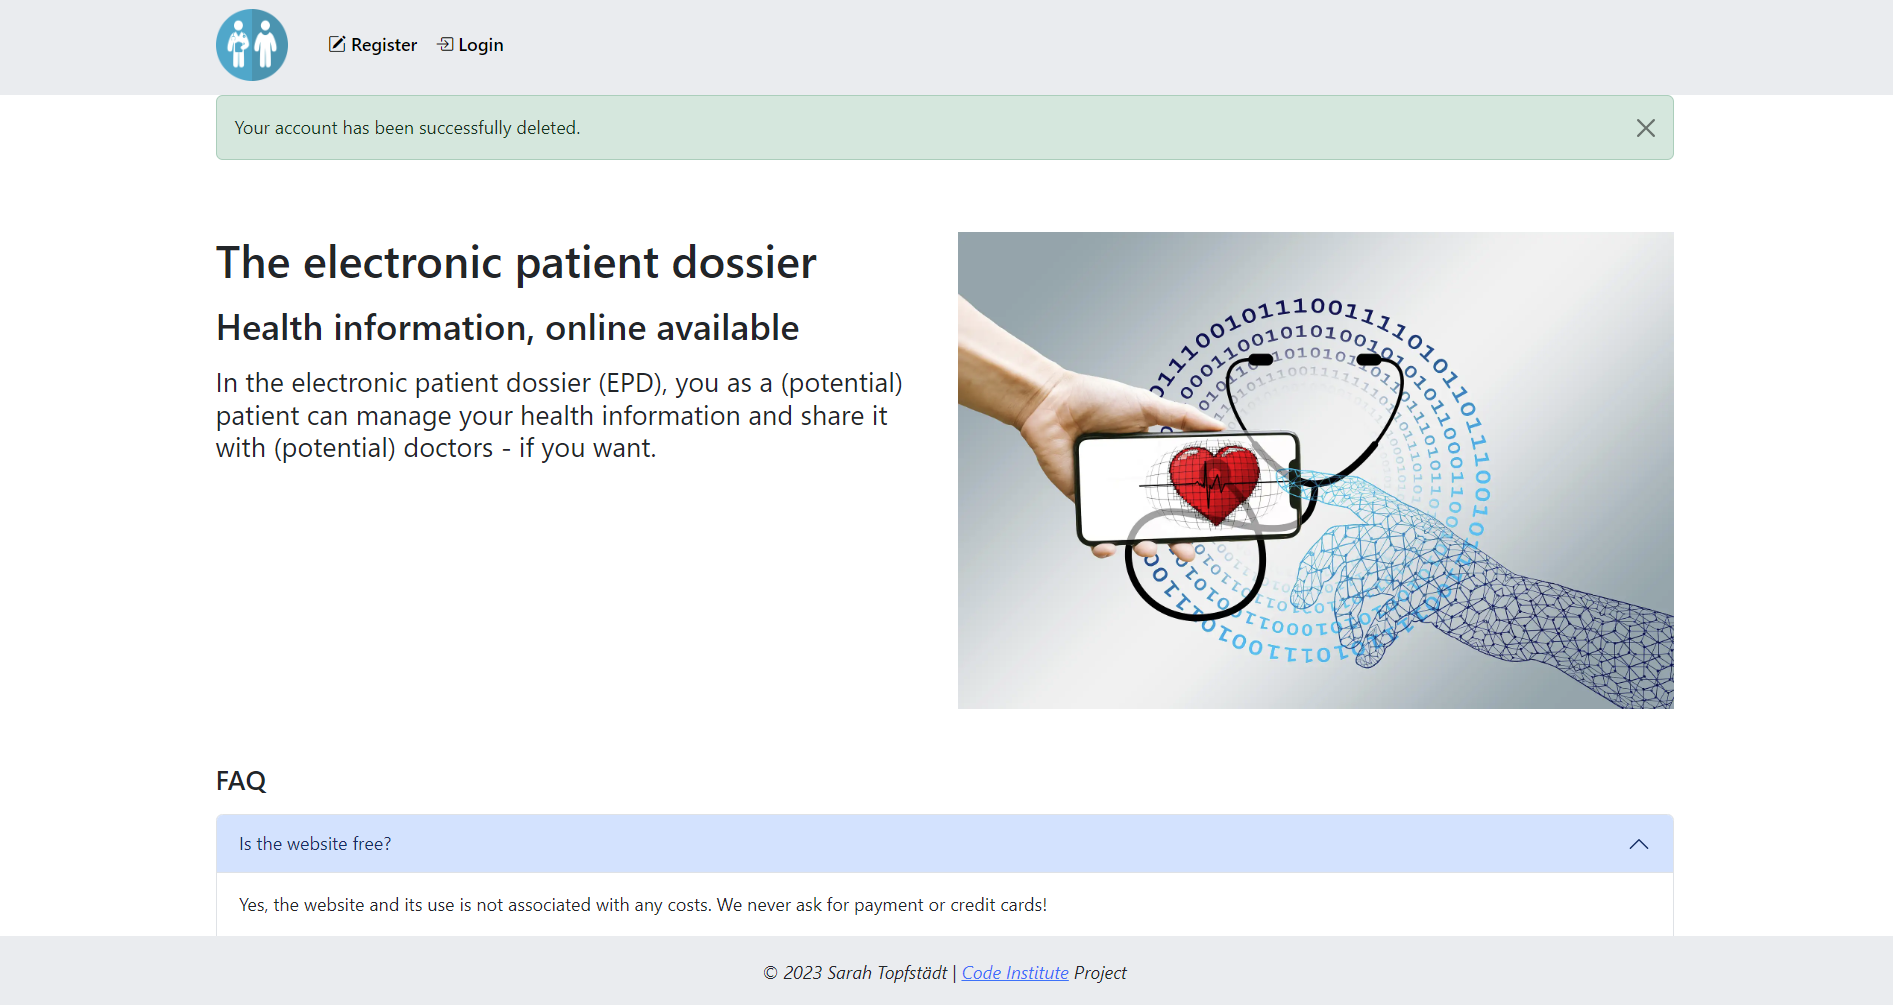 Register Login
Your account has been successfully deleted.
The electronic patient dossier
Health information, online available
In the electronic patient dossier (EPD), you as a (potential)
patient can manage your health information and share it
with (potential) doctors - if you want.
FAQ
Is the website free?
Yes, the website and its use is not associated with any costs. We never ask for payment or credit cards!
© 2023 Sarah Topfstädt | Code Institute Project